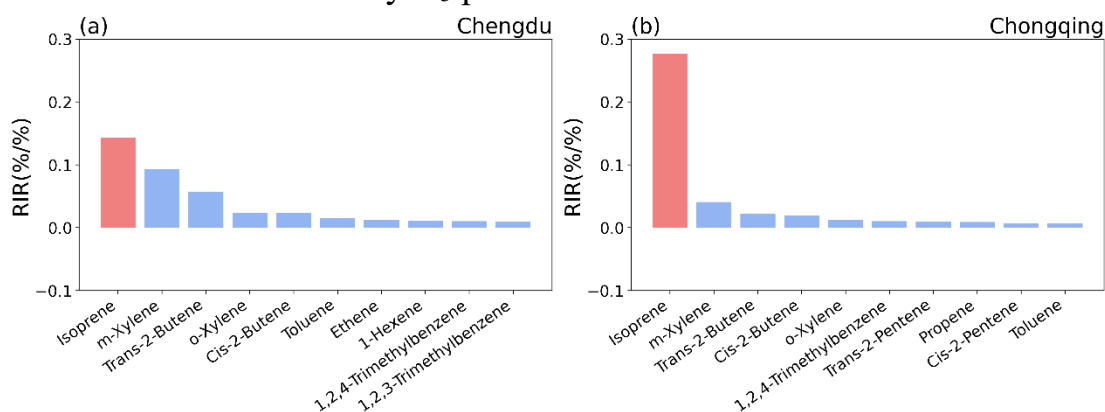 (a) Chengdu
0.3
0.2
0.1
0.0
−0.1
RIR(%/%)
Isoprene
m-Xylene
Trans-2-Butene
o-Xylene
Cis-2-Butene
Toluene
Ethene
1-Hexene
1,2,4-Trimethylbenzene
1,2,3-Trimethylbenzene
(b) Chongqing
0.3
0.2
0.1
0.0
−0.1
RIR(%/%)
Isoprene
m-Xylene
Trans-2-Butene
Cis-2-Butene
o-Xylene
1,2,4-Trimethylbenzene
Trans-2-Pentene
Propene
Cis-2-Pentene
Toluene